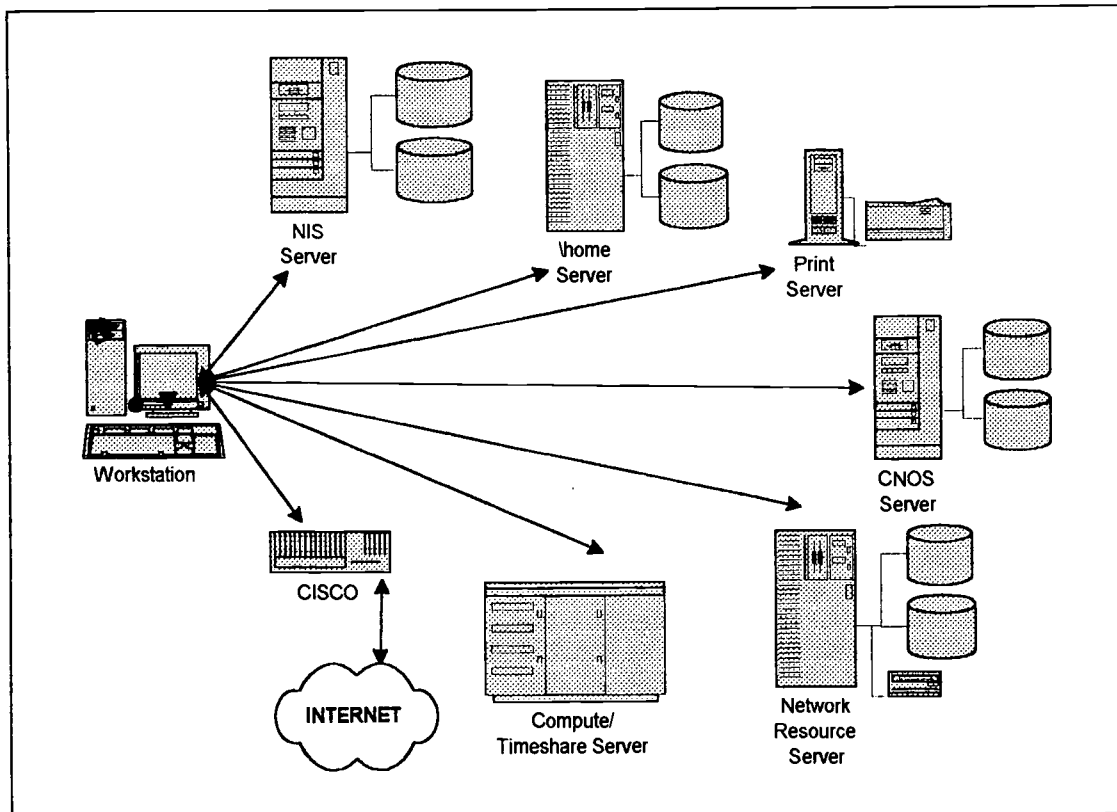 NIS
Server
\home
Server
Print
Server
Workstation
CNOS
Server
CISCO
INTERNET
Compute/
Timeshare Server
Network
Resource
Server